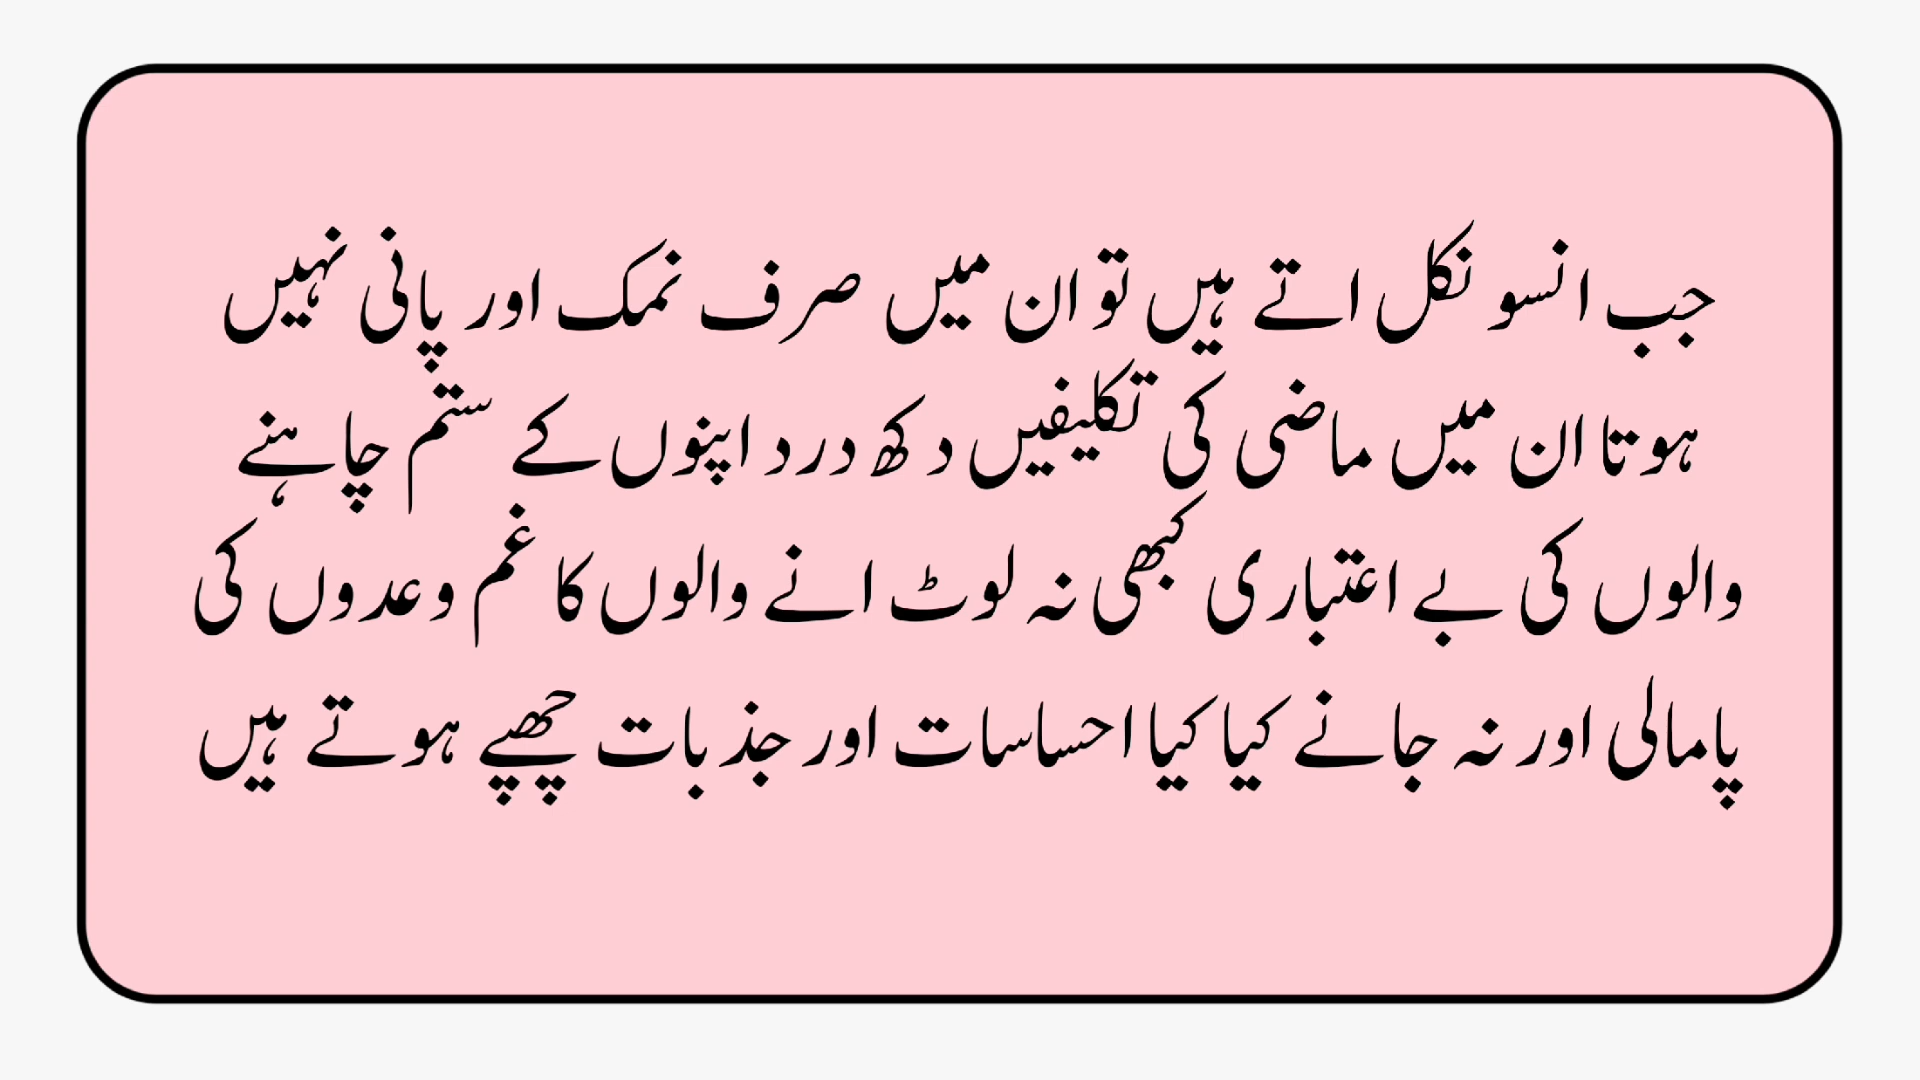 جب انسو نکل اتے ہیں تو ان میں صرف نمک اور پانی نہیں
ہوتا ان میں ماضی کی تکلیفیں دکھ درد اپنوں کے ستم چاہنے
والوں کی بے اعتباری کبھی نہ لوٹ انے والوں کا غم وعدوں کی
پامالی اور نہ جانے کیا کیا احساسات اور جذبات چھپے ہوتے ہیں